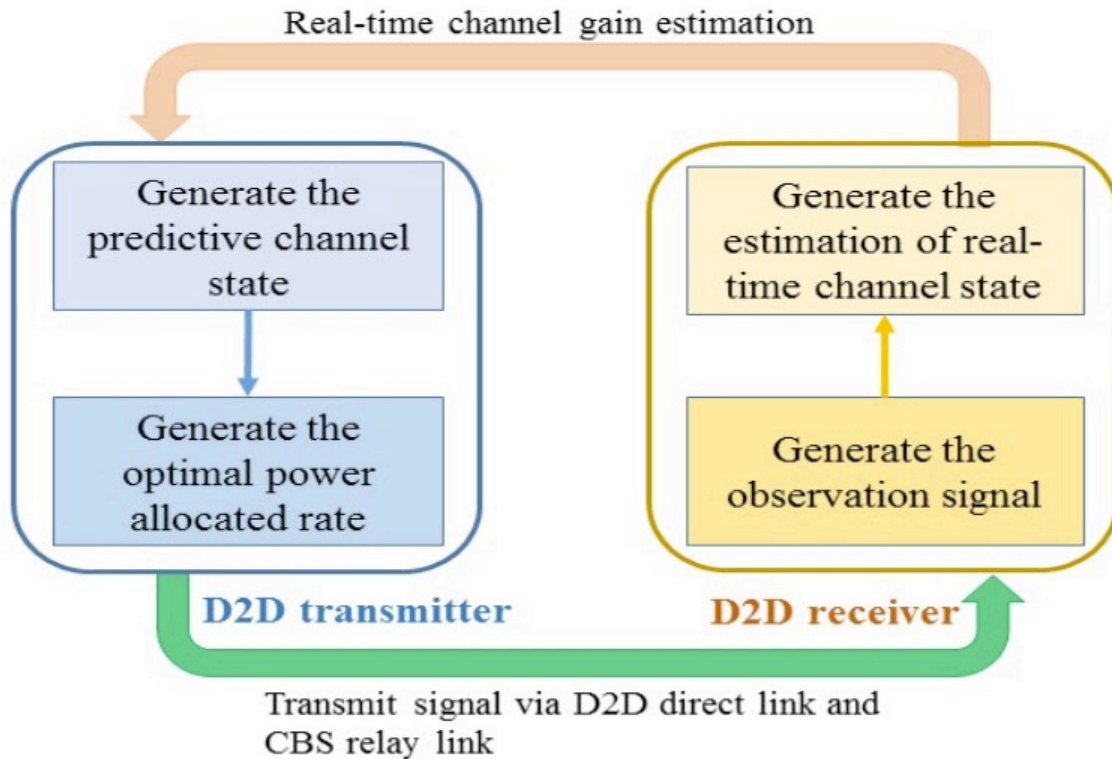 Real-time channel gain estimation
Generate the
predictive channel
state
Generate the
optimal power
allocated rate
Generate the
estimation of real-
time channel state
Generate the
observation signal
D2D transmitter
D2D receiver
Transmit signal via D2D direct link and
CBS relay link